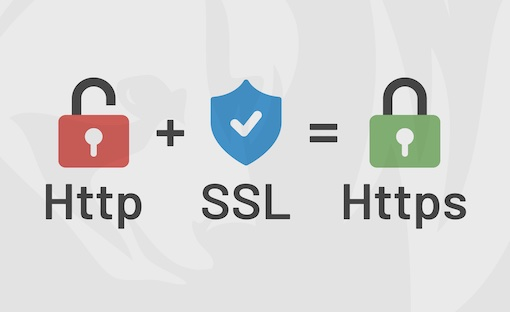 Http + SSL = Https